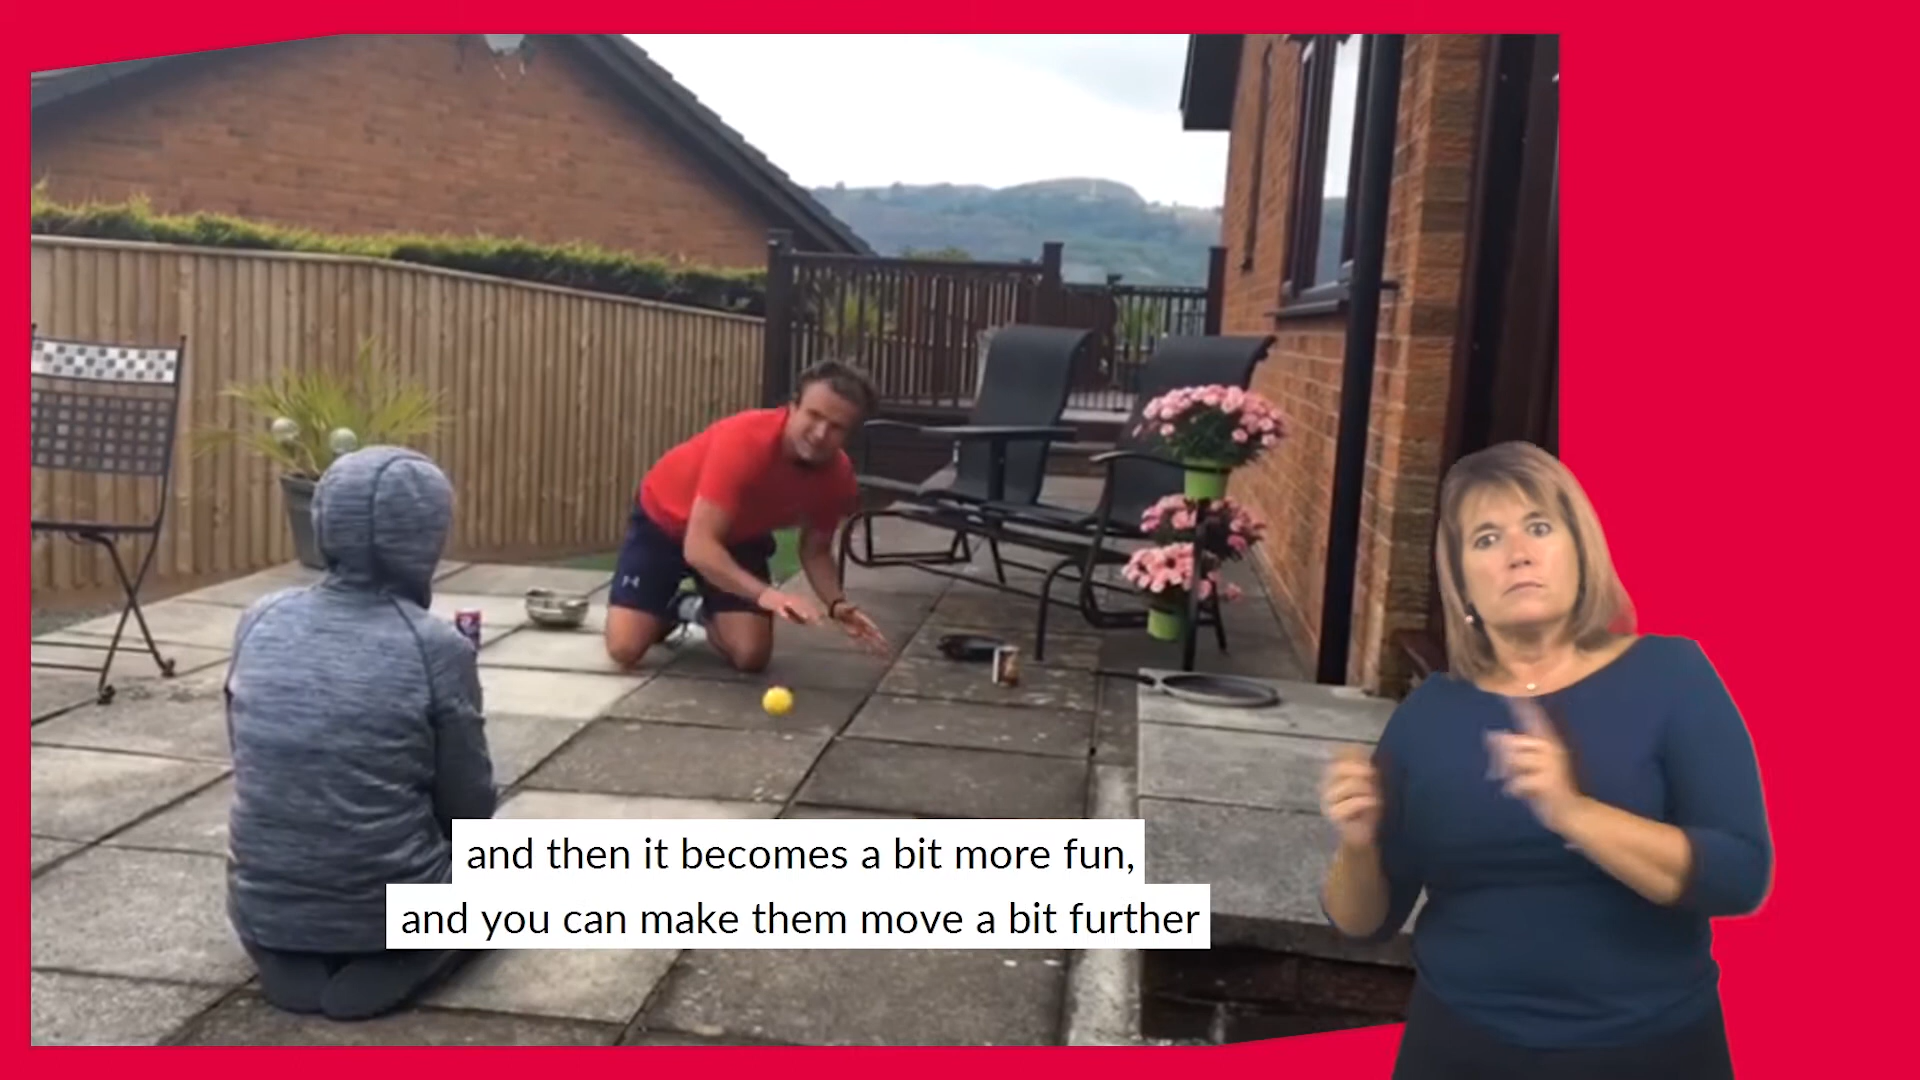 and then it becomes a bit more fun,
and you can make them move a bit further